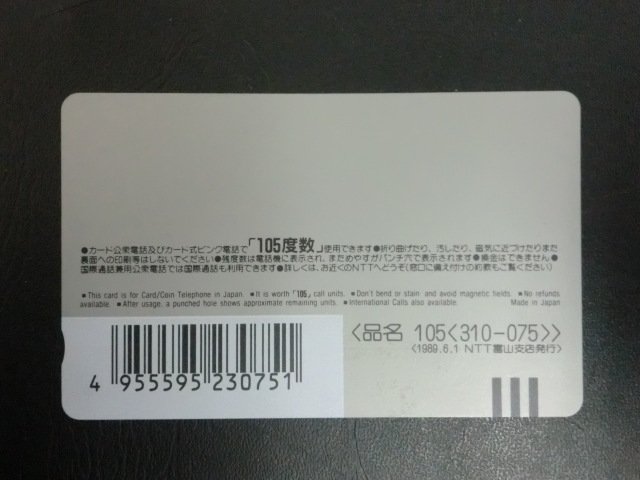 ●カード公衆電話及びカード式ピンク電話で「105度数」使用できます●折り曲げたり、汚したり、磁気に近づけたりまた
裏面への印刷等はしないでください●残度数は電話機に表示され、まためやすがパンチ穴で表示されます●換金はできません●
国際通話兼用公衆電話では国際通話も利用できます●詳しくは、お近くのNTTへどうぞ(窓口に備え付けの約款もご覧ください)
■This card is for Card/Coin Telephone in Japan. ■It is worth「105」call units. ■Don't bend or stain and avoid magnetic fields. ■No refunds
available. ■After usage, a punched hole shows approximate remaining units. ■International Calls also available. Made in Japan
〈品名 105〈310-075〉〉
〈1989.6.1 NTT富山支店発行〉
4 955595 230751